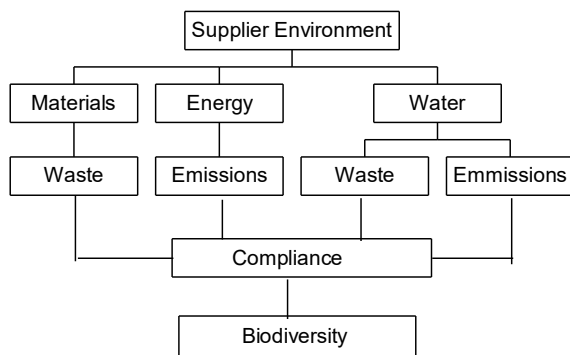 Supplier Environment
Materials
Energy
Water
Waste
Emissions
Waste
Emmissions
Compliance
Biodiversity